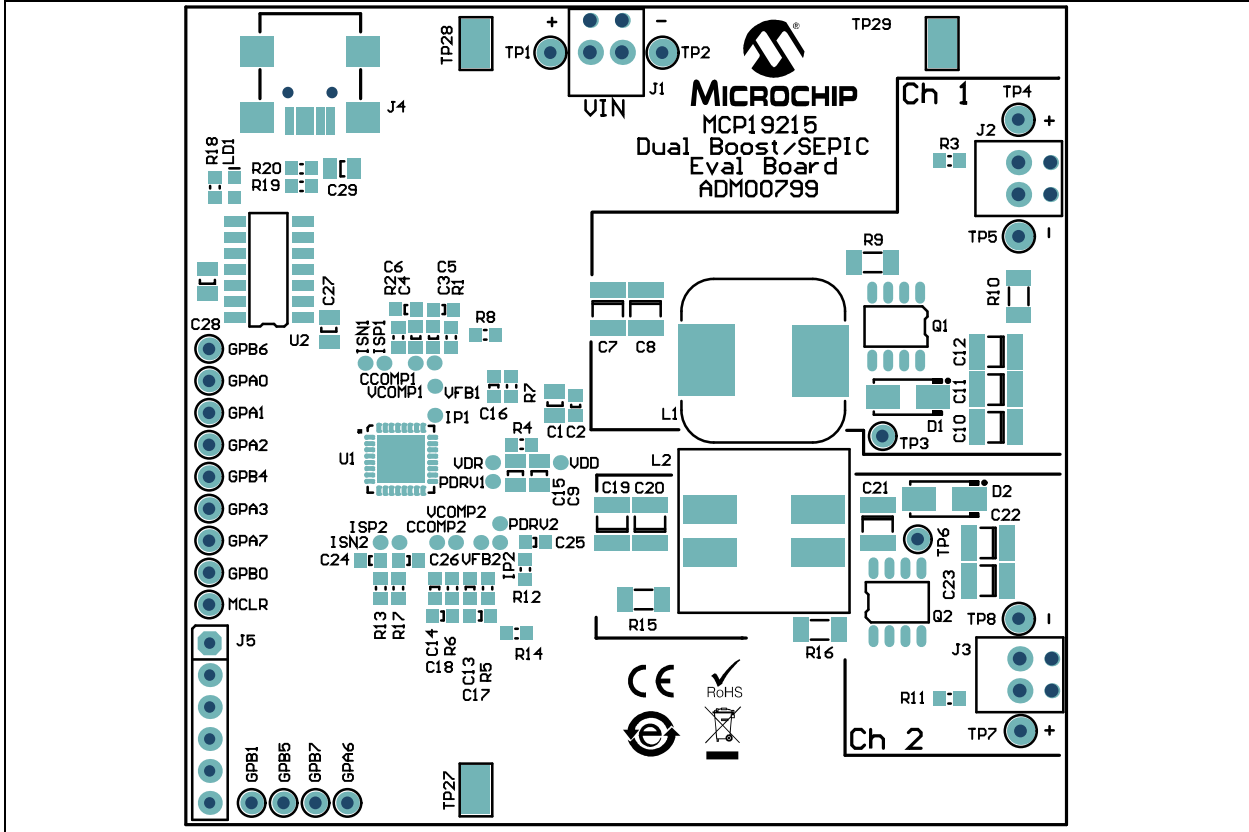 TP28
+
-
TP1
TP2
J1
VIN
®
MICROCHIP
MCP19215
Dual Boost/SEPIC
Eval Board
ADM00799
TP29
Ch 1
TP4
+
J2
R3
TP5
-
J4
R18
LD1
R20
R19
C29
U2
C27
C28
C6
C4
R2
C5
C3
R1
R8
ISN1
ISP1
CCOMP1
VCOMP1
VFB1
IP1
C16
R7
C1
C2
C7
C8
L1
R9
R10
Q1
C12
C11
C10
D1
TP3
GPB6
GPA0
GPA1
GPA2
GPB4
GPA3
GPA7
GPB0
MCLR
J5
U1
R4
VDR
VDD
PDRV1
C15
C9
L2
C19
C20
C21
D2
C22
TP6
C23
Q2
ISP2
ISN2
VCOMP2
CCOMP2
PDRV2
C25
C24
C26
VFB2
IP2
R12
R13
R17
C14
C18
R6
C13
C17
R5
R14
R15
R16
TP8
-
J3
R11
TP7
+
Ch 2
CE
RoHS
e
GPB1
GPB5
GPB7
GPA6
TP27